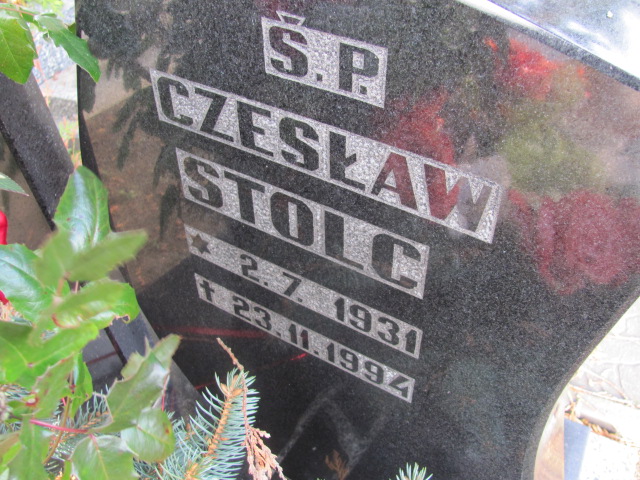 Ś.P.
CZESŁAW
STOLC
* 2.7.1931
† 23.11.1994